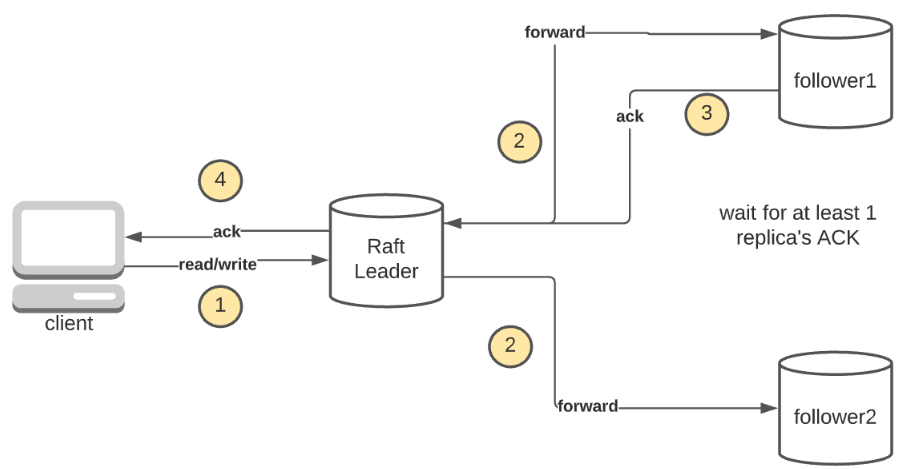 forward
follower1
3
ack
2
4
wait for at least 1
replica's ACK
ack
Raft
Leader
read/write
1
client
2
forward
follower2